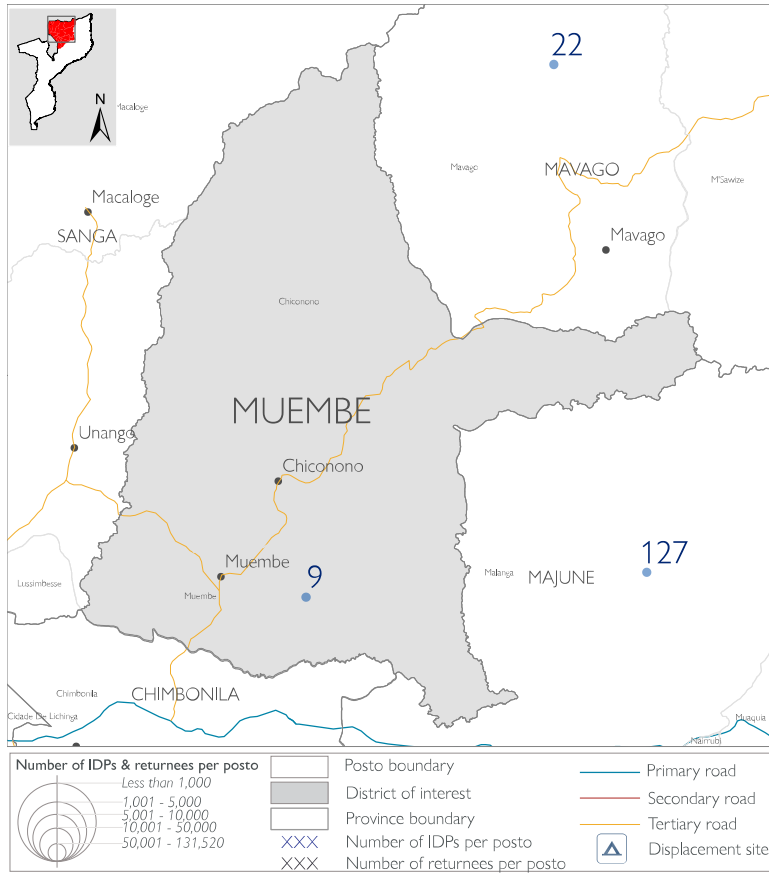 22
N
Macaloge
Mavago
MAVAGO
M'Sawize
Macaloge
SANGA
Mavago
Chiconono
MUEMBE
Unango
Chiconono
Muembe
9
127
Lussimbesse
Muembe
Malanga
MAJUNE
Chimbonila
CHIMBONILA
Cidade De Lichinga
Muaquia
Nairrubi
Number of IDPs & returnees per posto
Less than 1,000
1,001 - 5,000
5,001 - 10,000
10,001 - 50,000
50,001 - 131,520
Posto boundary
District of interest
Province boundary
XXX Number of IDPs per posto
XXX Number of returnees per posto
Primary road
Secondary road
Tertiary road
Displacement site